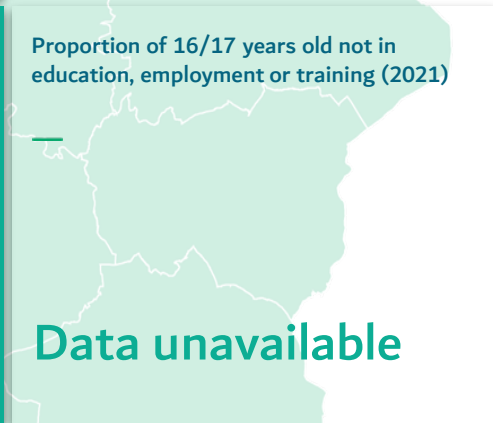 Proportion of 16/17 years old not in
education, employment or training (2021)
Data unavailable